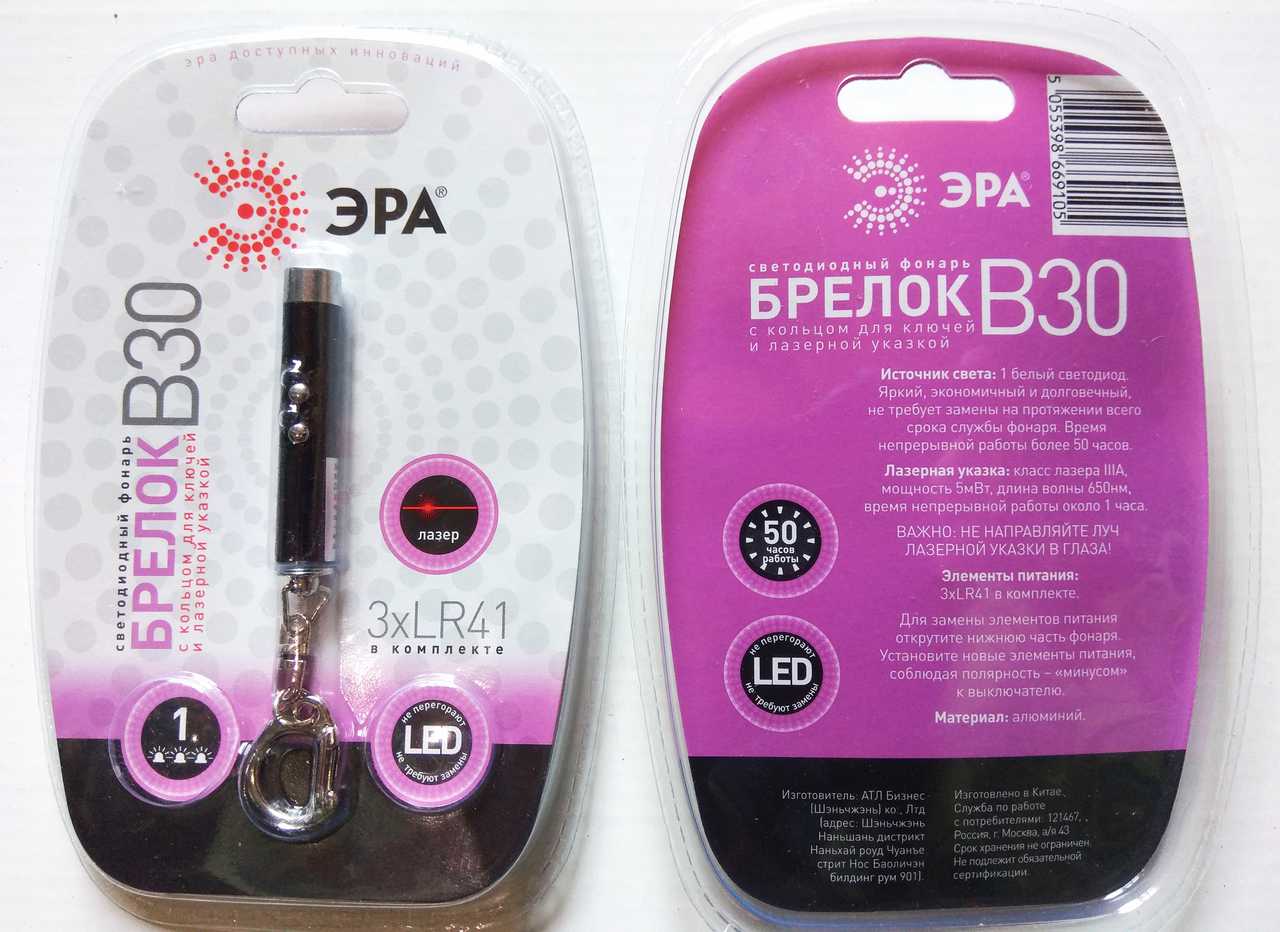 эра доступных инноваций
ЭРА®
светодиодный фонарь
БРЕЛОК B30
с кольцом для ключей
и лазерной указкой
лазер
3xLR41
в комплекте
1
не перегорают
LED
не требуют замены
5 055398 669105
ЭРА®
светодиодный фонарь
БРЕЛОК B30
с кольцом для ключей
и лазерной указкой
Источник света: 1 белый светодиод.
Яркий, экономичный и долговечный,
не требует замены на протяжении всего
срока службы фонаря. Время
непрерывной работы более 50 часов.
Лазерная указка: класс лазера IIIA,
мощность 5мВт, длина волны 650нм,
время непрерывной работы около 1 часа.
ВАЖНО: НЕ НАПРАВЛЯЙТЕ ЛУЧ
ЛАЗЕРНОЙ УКАЗКИ В ГЛАЗА!
50
часов
работы
Элементы питания:
3xLR41 в комплекте.
Для замены элементов питания
открутите нижнюю часть фонаря.
Установите новые элементы питания,
соблюдая полярность – «минусом»
к выключателю.
не перегорают
LED
не требуют замены
Материал: алюминий.
Изготовитель: АТЛ Бизнес
(Шэньчжэнь) ко., Лтд
(адрес: Шэньчжэнь
Наньшань дистрикт
Наньхай роуд Чуанъе
стрит Нос Баоличэн
билдинг рум 901).
Изготовлено в Китае.
Служба по работе
с потребителями: 121467,
Россия, г. Москва, а/я 43
Срок хранения не ограничен.
Не подлежит обязательной
сертификации.